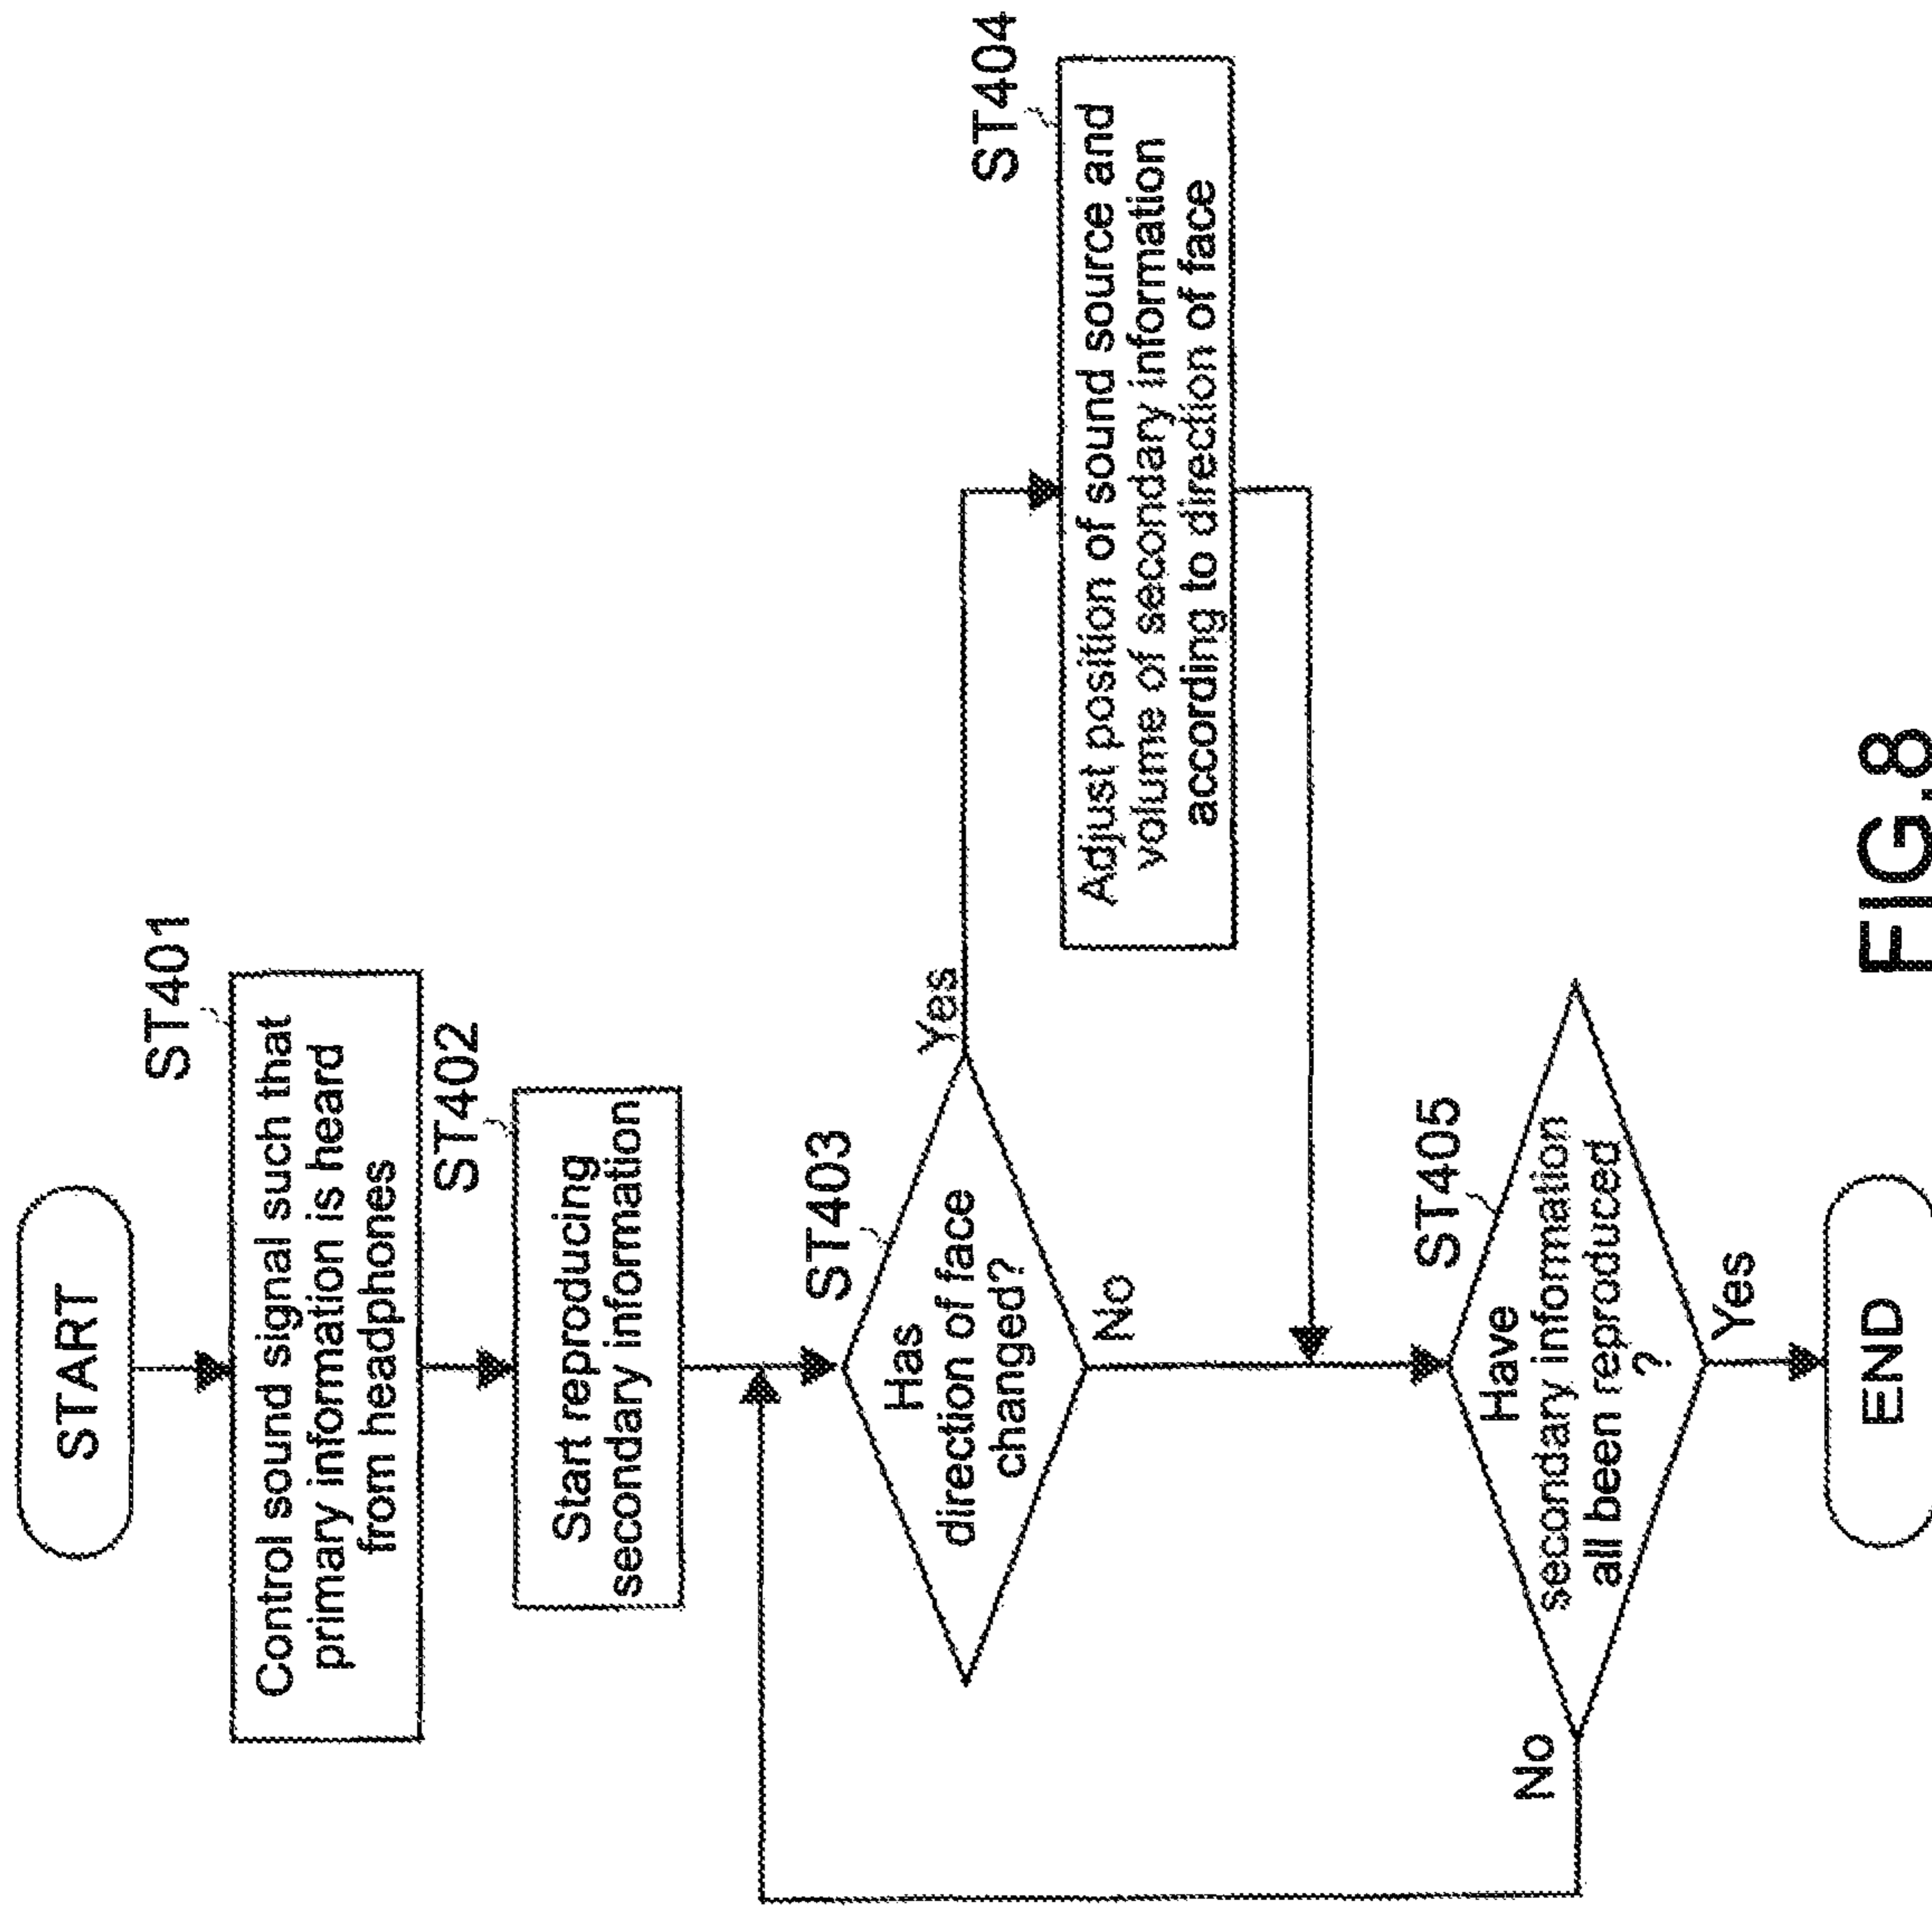 START
ST401
Control sound signal such that
primary information is heard
from headphones
ST402
Start reproducing
secondary information
ST403
Has
direction of face
changed?
Yes
No
ST404
Adjust position of sound source and
volume of secondary information
according to direction of face
ST405
Have
secondary information
all been reproduced
?
No
Yes
END
FIG.8